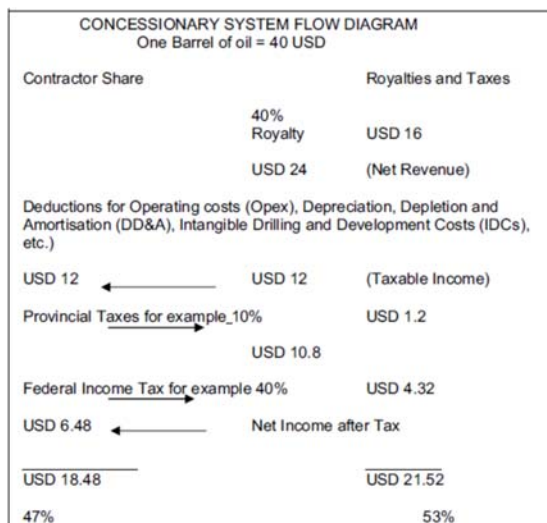 CONCESSIONARY SYSTEM FLOW DIAGRAM
One Barrel of oil = 40 USD
Contractor Share Royalties and Taxes
40%
Royalty USD 16
USD 24 (Net Revenue)
Deductions for Operating costs (Opex), Depreciation, Depletion and
Amortisation (DD&A), Intangible Drilling and Development Costs (IDCs),
etc.)
USD 12 USD 12 (Taxable Income)
Provincial Taxes for example_10% USD 1.2
USD 10.8
Federal Income Tax for example 40% USD 4.32
USD 6.48 Net Income after Tax
USD 18.48 USD 21.52
47% 53%